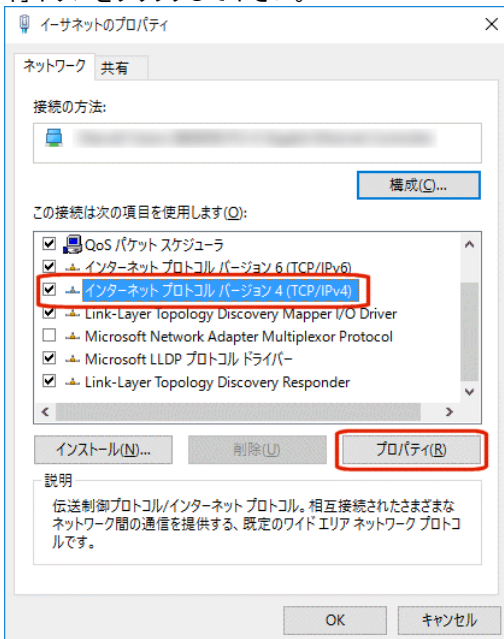 イーサネットのプロパティ
ネットワーク 共有
接続の方法:
構成(C)...
この接続は次の項目を使用します(O):
QoS パケット スケジューラ
インターネット プロトコル バージョン 6 (TCP/IPv6)
インターネット プロトコル バージョン 4 (TCP/IPv4)
Link-Layer Topology Discovery Mapper I/O Driver
Microsoft Network Adapter Multiplexor Protocol
Microsoft LLDP プロトコル ドライバー
Link-Layer Topology Discovery Responder
インストール(N)... 削除(U) プロパティ(R)
説明
伝送制御プロトコル/インターネット プロトコル。相互接続されたさまざまな
ネットワーク間の通信を提供する、既定のワイド エリア ネットワーク プロトコ
ルです。
OK キャンセル